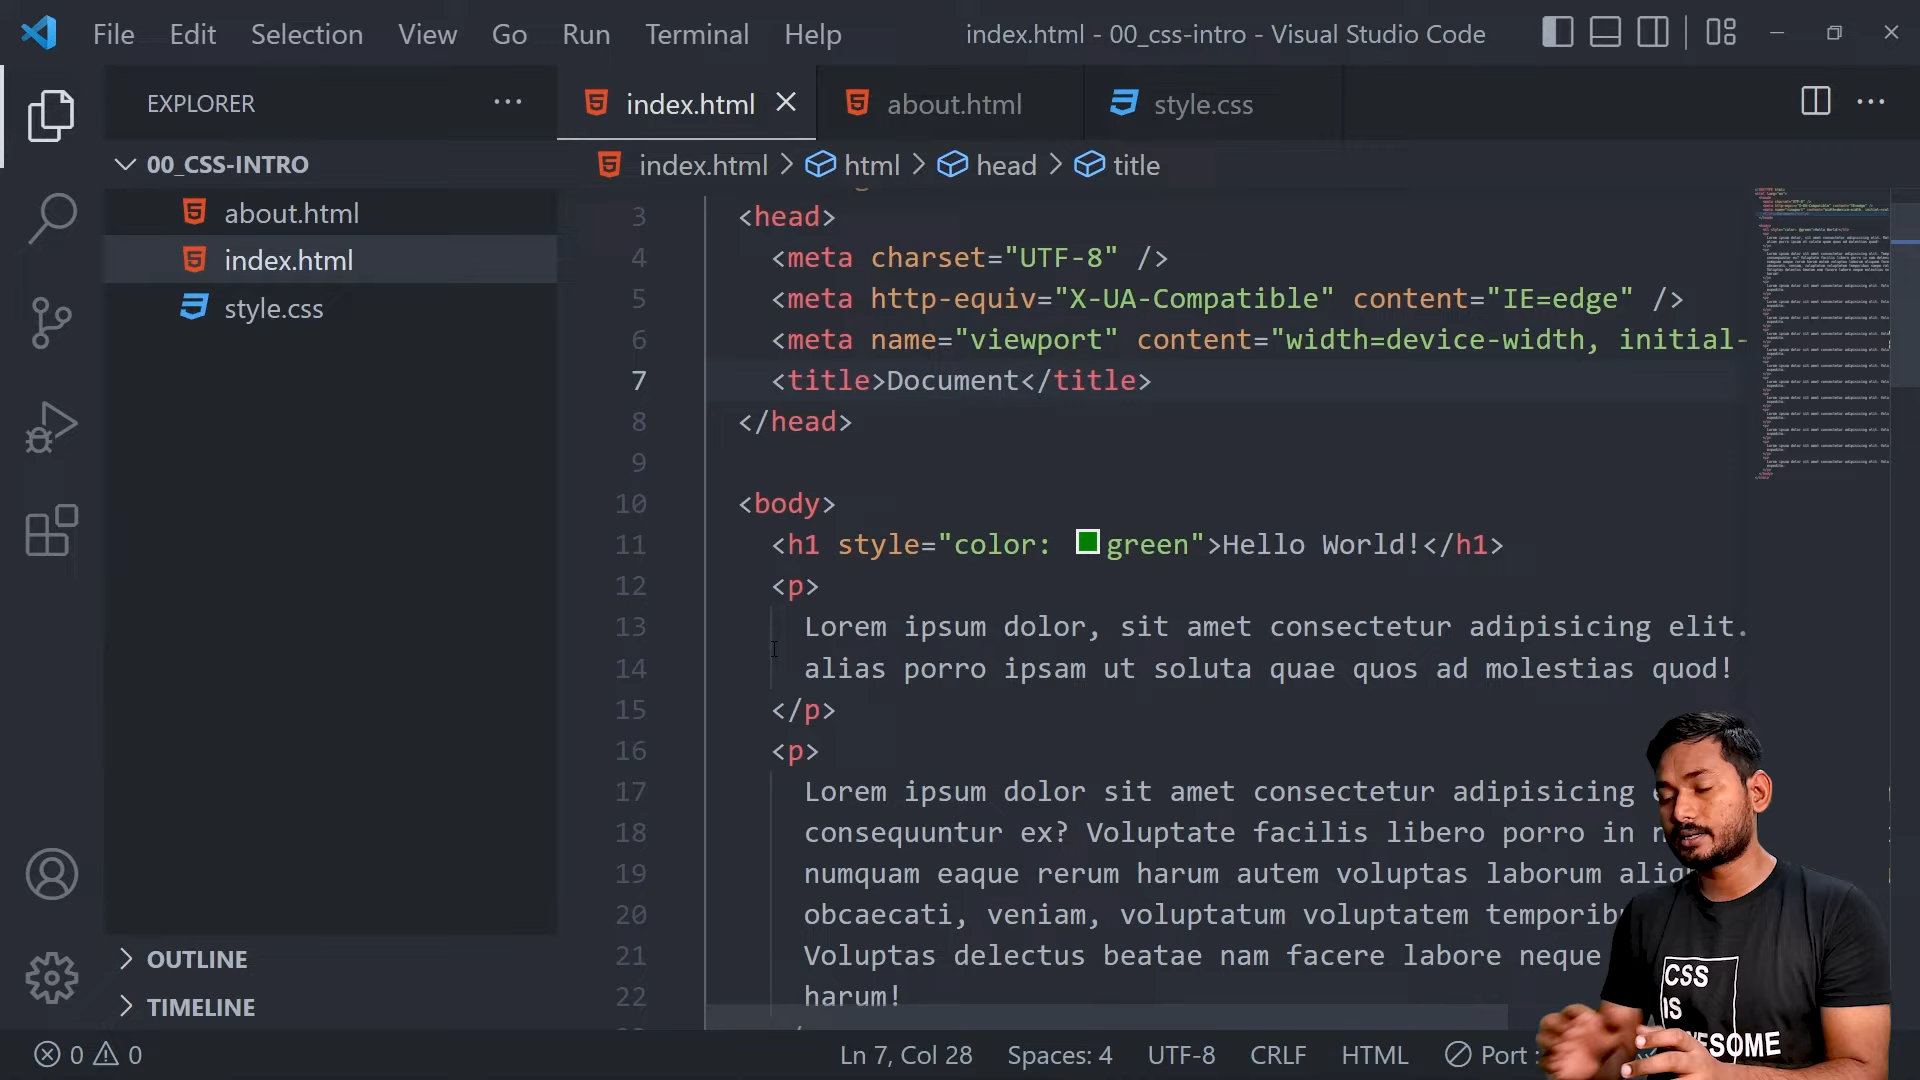 File Edit Selection View Go Run Terminal Help index.html - 00_css-intro - Visual Studio Code
EXPLORER
00_CSS-INTRO
about.html
index.html
style.css
OUTLINE
TIMELINE
index.html about.html style.css
index.html > html > head > title
3 <head>
4 <meta charset="UTF-8" />
5 <meta http-equiv="X-UA-Compatible" content="IE=edge" />
6 <meta name="viewport" content="width=device-width, initial-
7 <title>Document</title>
8 </head>
9
10 <body>
11 <h1 style="color: green">Hello World!</h1>
12 <p>
13 Lorem ipsum dolor, sit amet consectetur adipisicing elit.
14 alias porro ipsam ut soluta quae quos ad molestias quod!
15 </p>
16 <p>
17 Lorem ipsum dolor sit amet consectetur adipisicing
18 consequuntur ex? Voluptate facilis libero porro in
19 numquam eaque rerum harum autem voluptas laborum
20 obcaecati, veniam, voluptatum voluptatem
21 Voluptas delectus beatae nam facere labore neque
22 harum!
0 0 Ln 7, Col 28 Spaces: 4 UTF-8 CRLF HTML Port :
CSS
IS